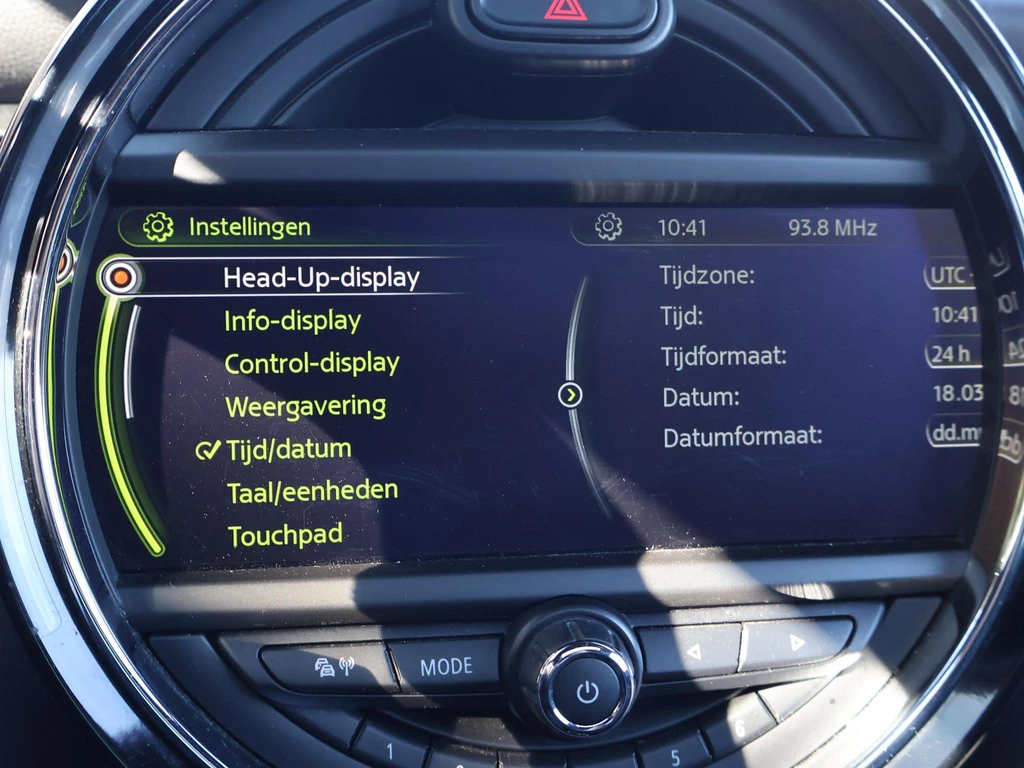 Instellingen
10:41 93.8 MHz
Head-Up-display
Info-display
Control-display
Weergavering
Tijd/datum
Taal/eenheden
Touchpad
Tijdzone: UTC
Tijd: 10:41
Tijdformaat: 24 h
Datum: 18.03
Datumformaat:
MODE
1
5
6